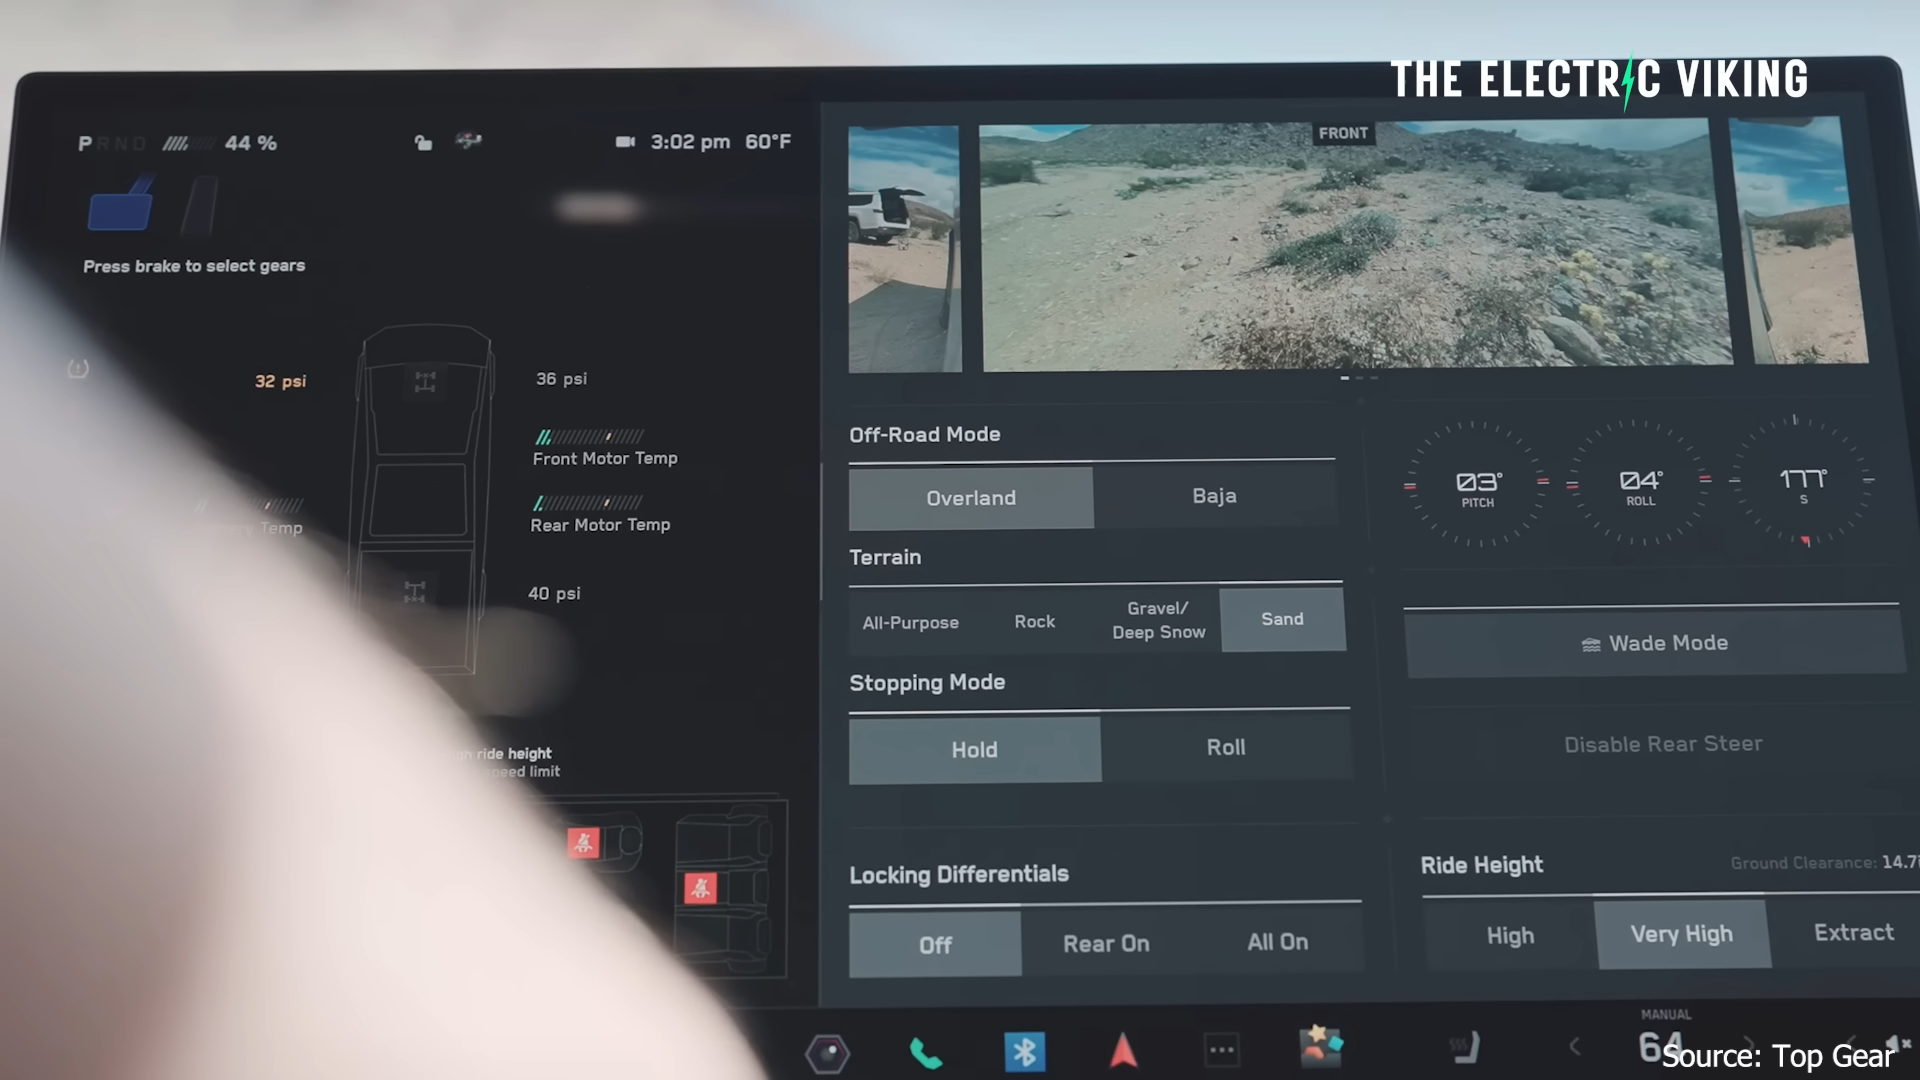 THE ELECTRIC VIKING
PRND 44 %
3:02 pm 60°F
Press brake to select gears
32 psi
36 psi
Front Motor Temp
Rear Motor Temp
Temp
40 psi
ride height
speed limit
FRONT
Off-Road Mode
Overland
Baja
Terrain
All-Purpose
Rock
Gravel/
Deep Snow
Sand
Stopping Mode
Hold
Roll
Locking Differentials
Off
Rear On
All On
03°
PITCH
04°
ROLL
177°
S
Wade Mode
Disable Rear Steer
Ride Height
Ground Clearance: 14.7
High
Very High
Extract
MANUAL
64
Source: Top Gear